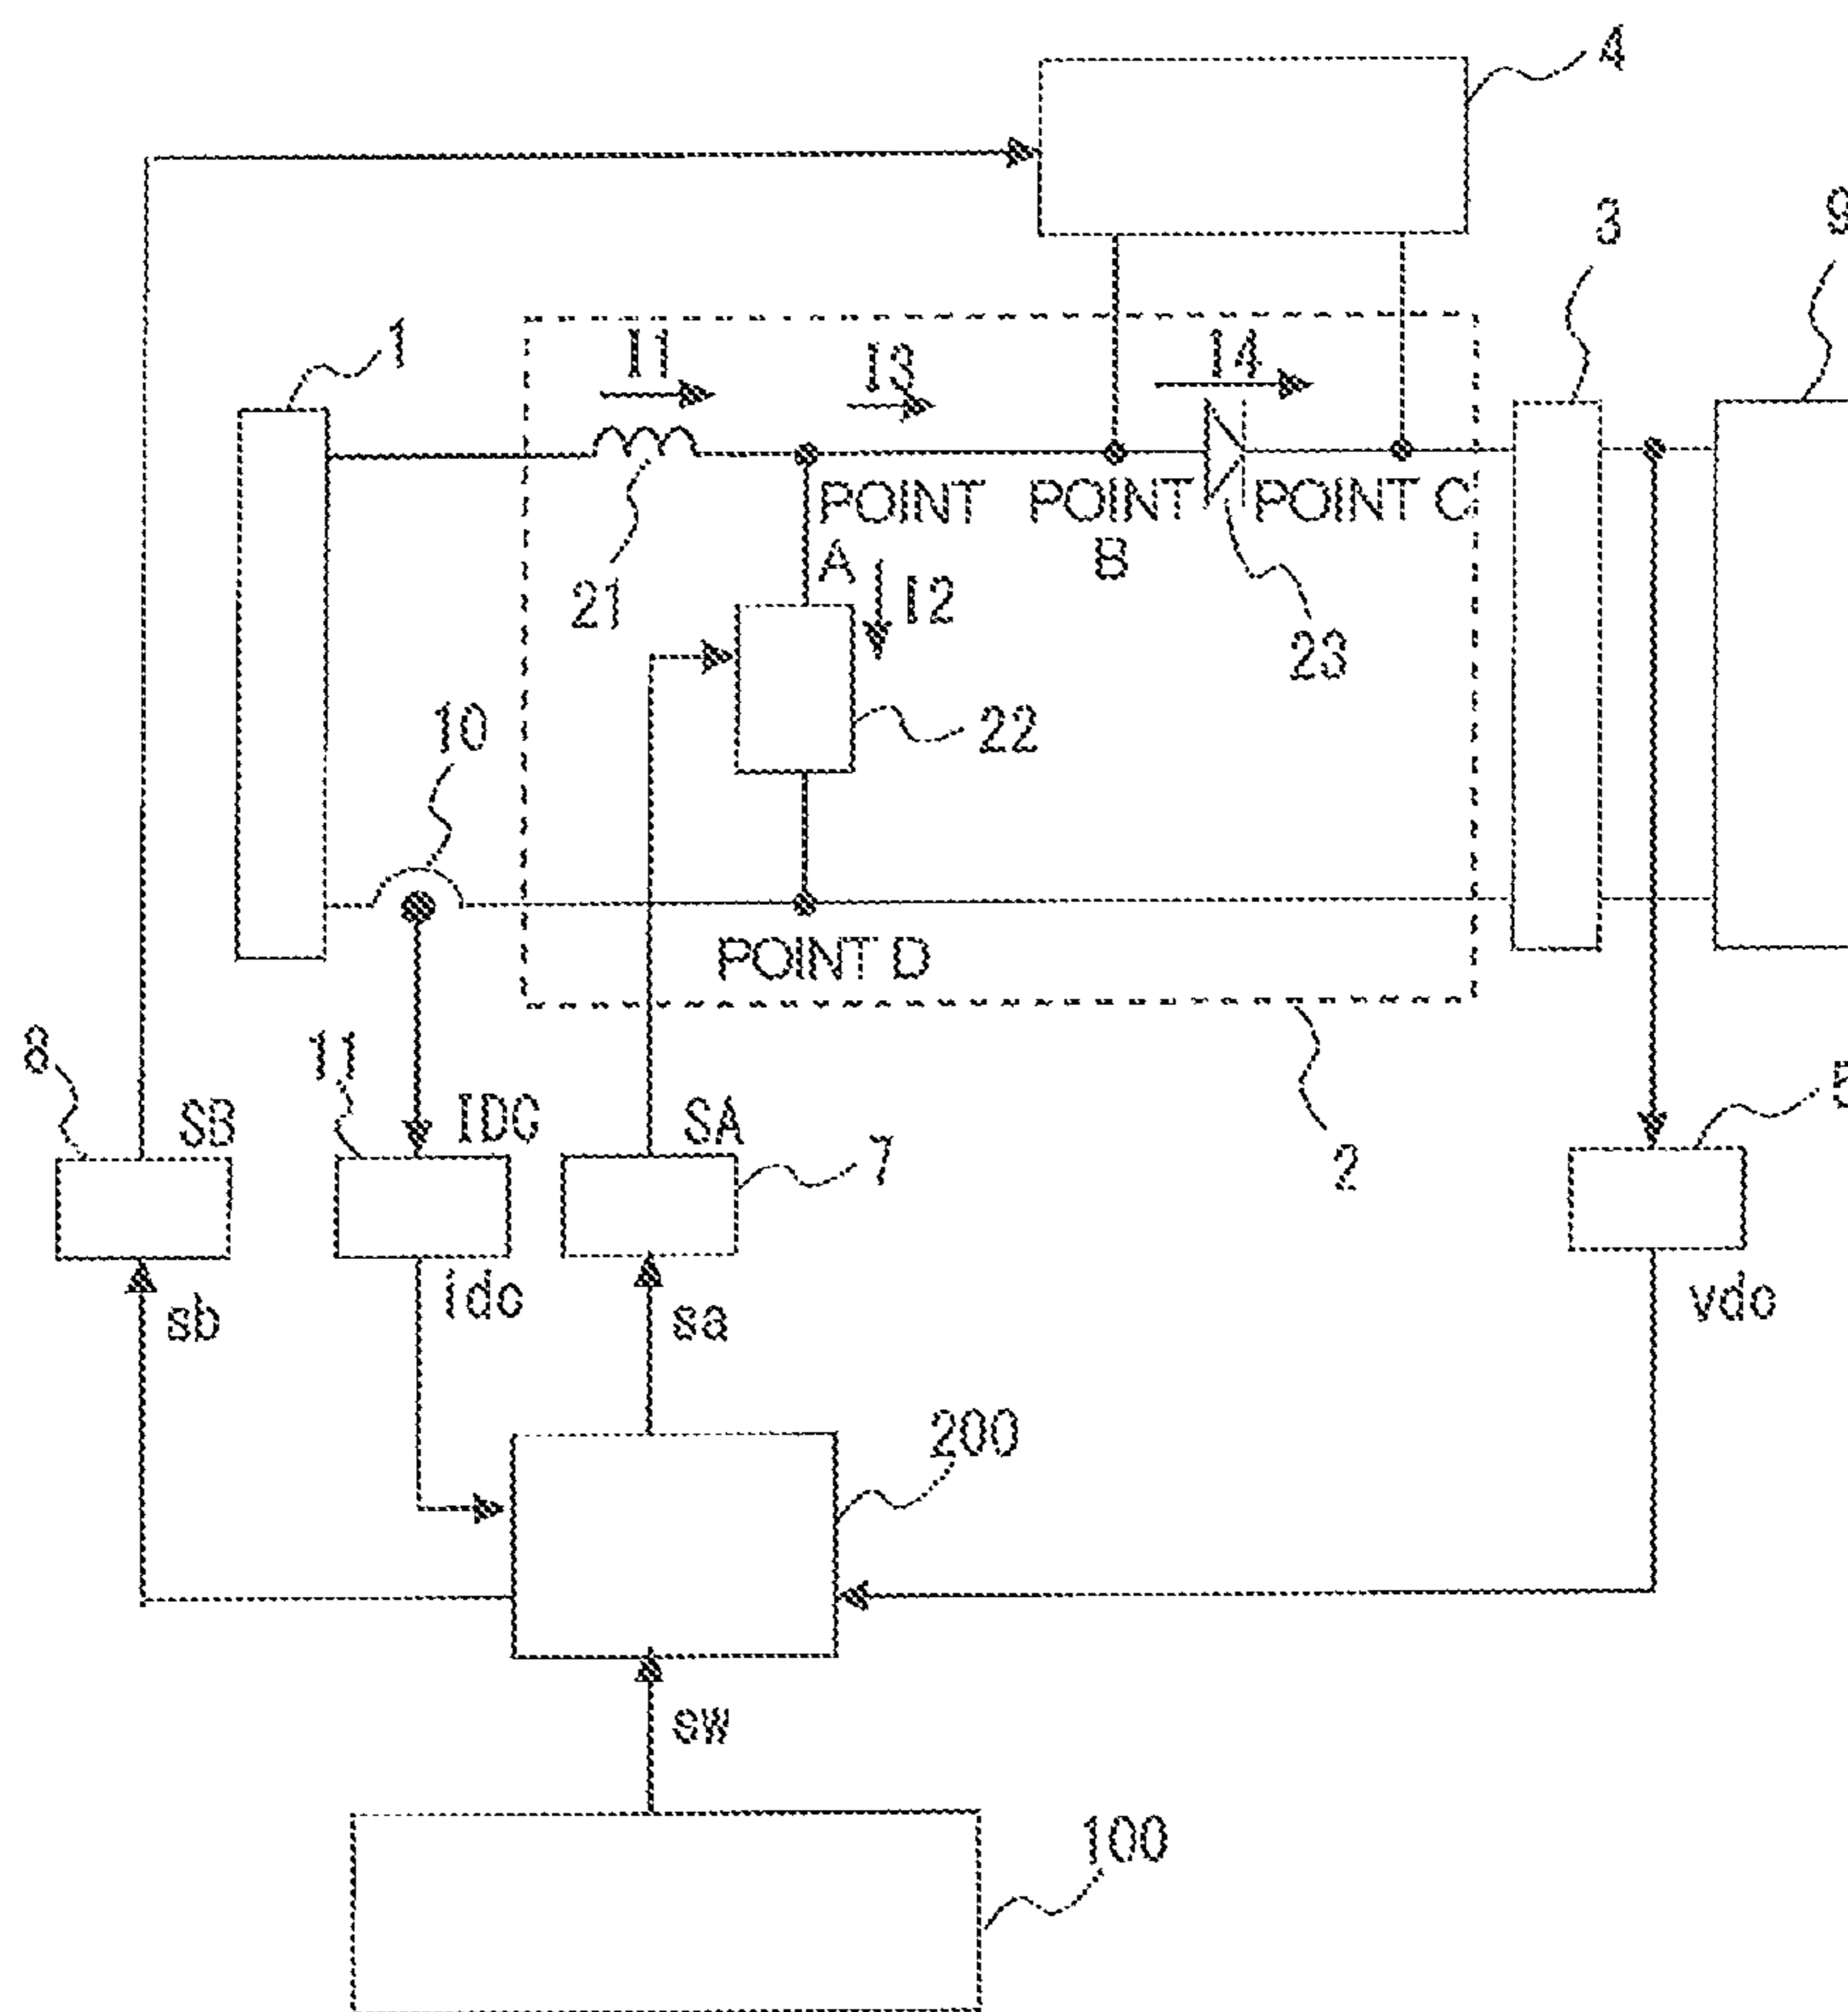 4
3
9
1
I1
I3
I4
POINT
A
POINT
B
POINT C
21
I2
23
22
10
POINT D
8
SB
11
IDC
SA
7
2
5
sb
idc
sa
vdc
200
sw
100